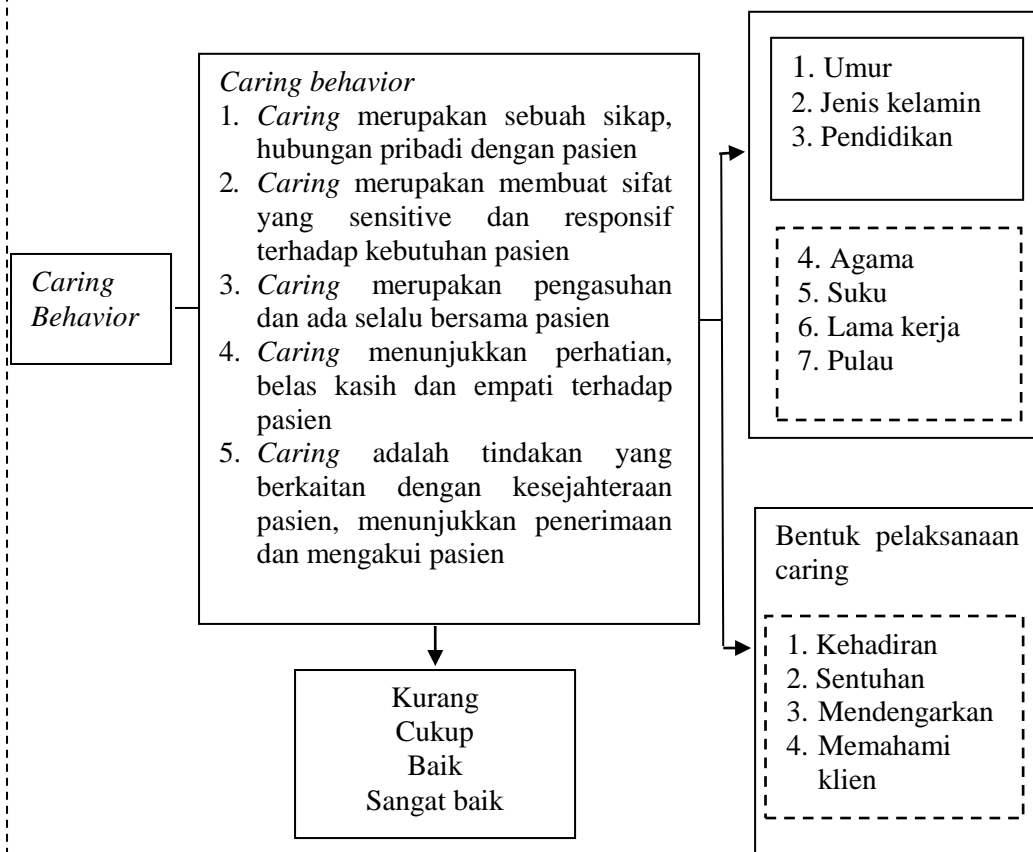 Caring
Behavior
Caring behavior
1. Caring merupakan sebuah sikap,
hubungan pribadi dengan pasien
2. Caring merupakan membuat sifat
yang sensitive dan responsif
terhadap kebutuhan pasien
3. Caring merupakan pengasuhan
dan ada selalu bersama pasien
4. Caring menunjukkan perhatian,
belas kasih dan empati terhadap
pasien
5. Caring adalah tindakan yang
berkaitan dengan kesejahteraan
pasien, menunjukkan penerimaan
dan mengakui pasien
Kurang
Cukup
Baik
Sangat baik
1. Umur
2. Jenis kelamin
3. Pendidikan
4. Agama
5. Suku
6. Lama kerja
7. Pulau
Bentuk pelaksanaan
caring
1. Kehadiran
2. Sentuhan
3. Mendengarkan
4. Memahami
klien